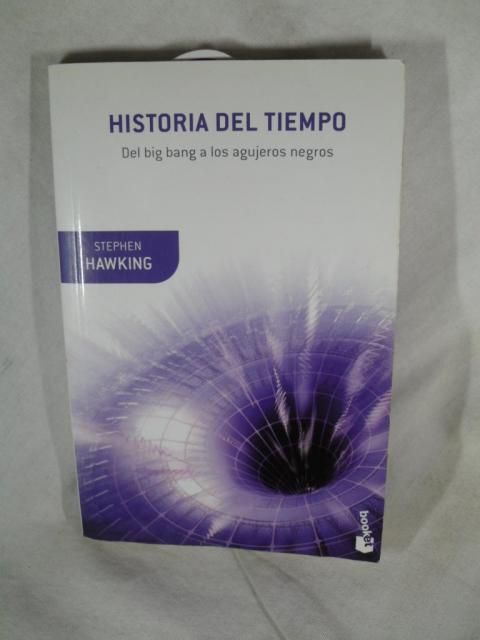 HISTORIA DEL TIEMPO
Del big bang a los agujeros negros
STEPHEN
HAWKING
booket